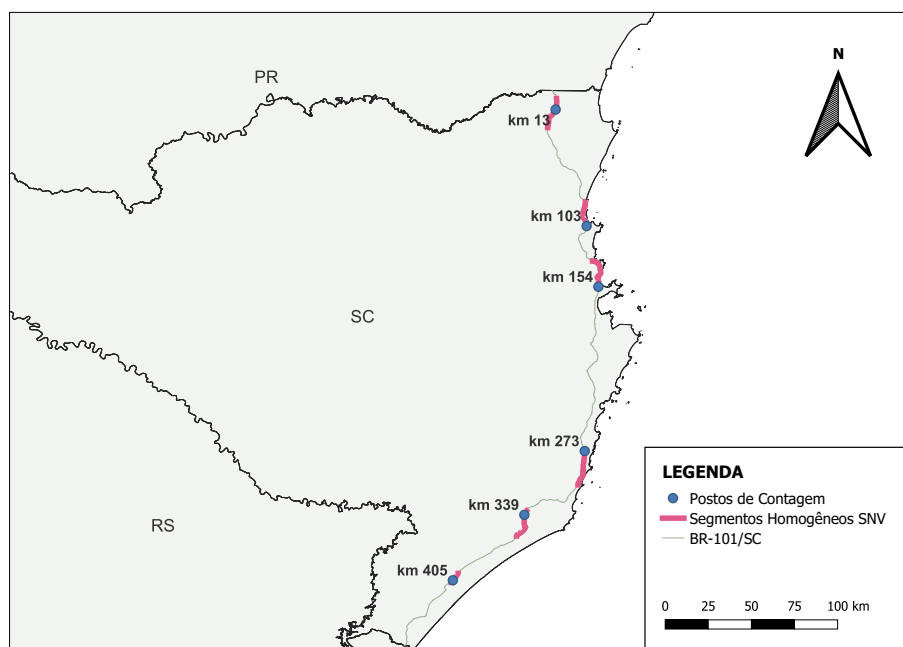 N
PR
km 13
km 103
km 154
SC
km 273
km 339
RS
km 405
LEGENDA
Postos de Contagem
Segmentos Homogêneos SNV
BR-101/SC
0 25 50 75 100 km